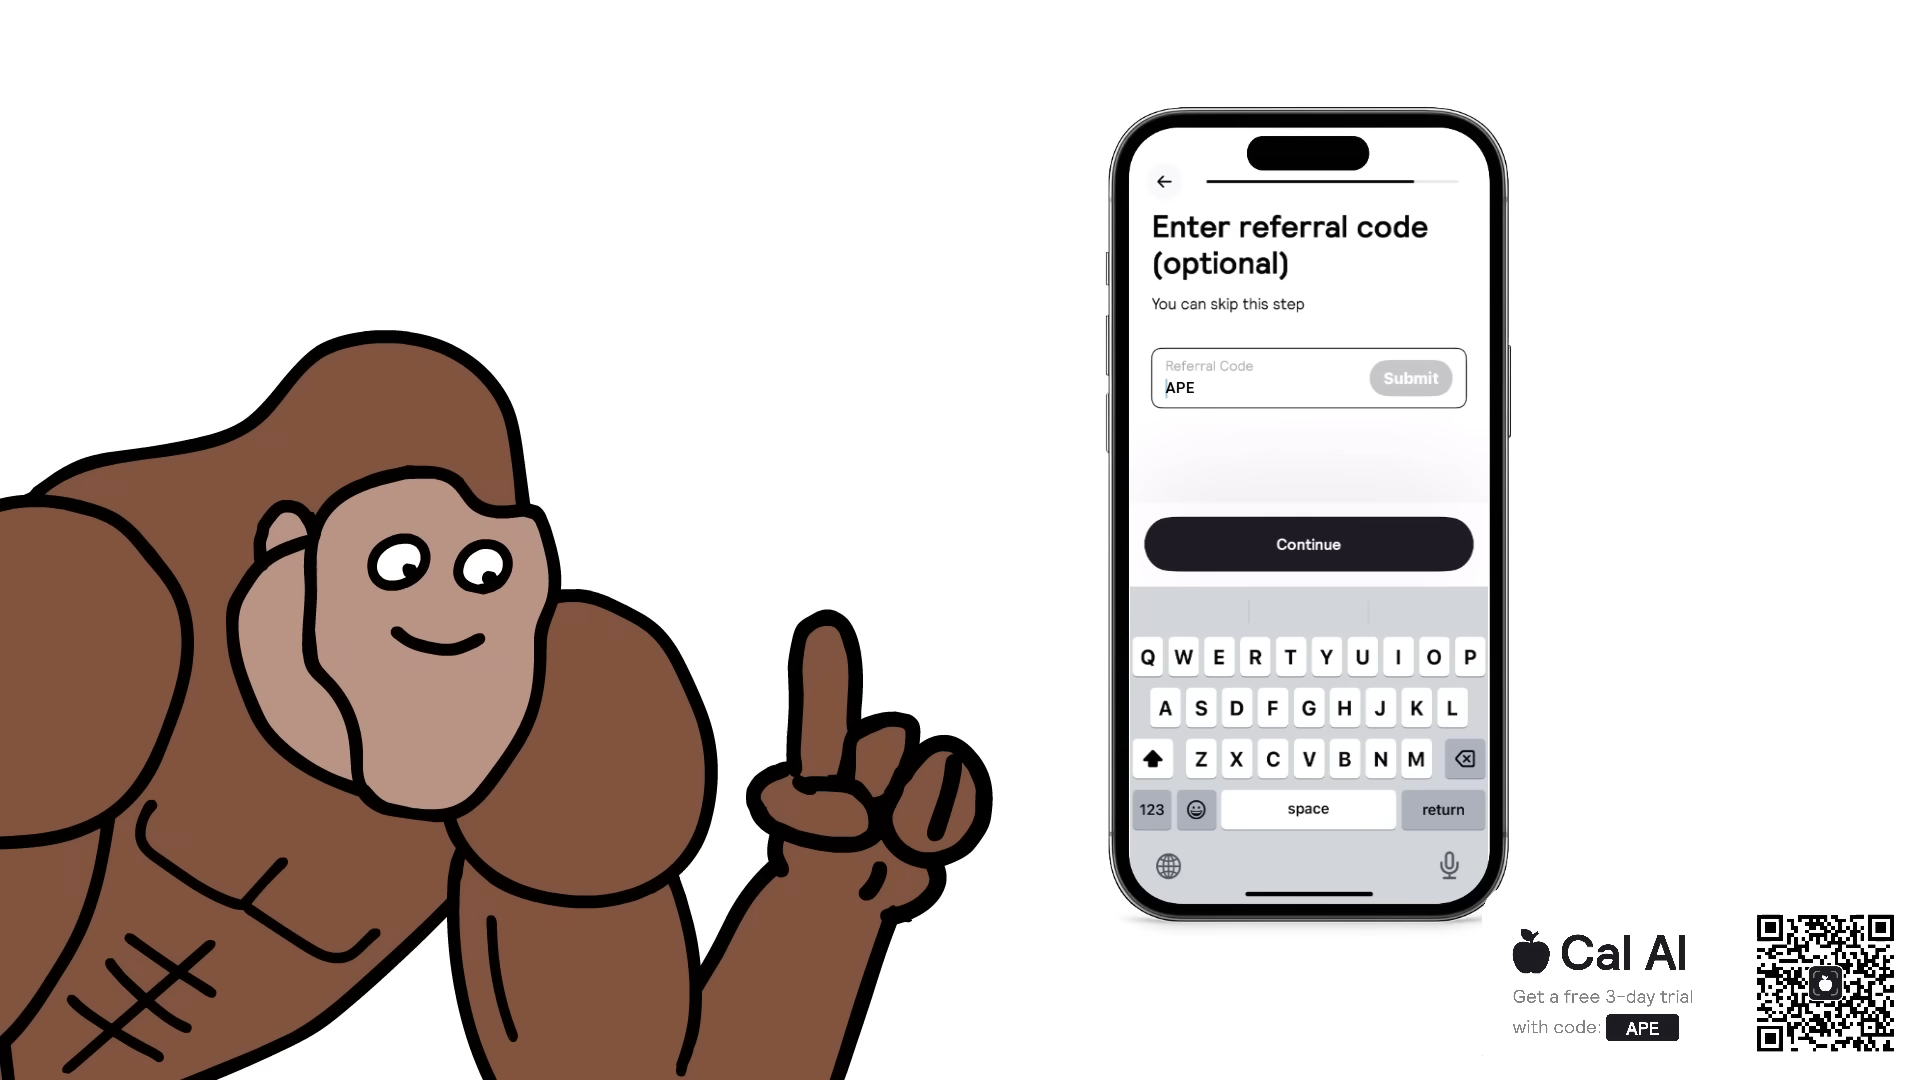 Enter referral code
(optional)
You can skip this step
Referral Code
APE
Submit
Continue
Q W E R T Y U I O P
A S D F G H J K L
Z X C V B N M
123 space return
Cal AI
Get a free 3-day trial
with code: APE